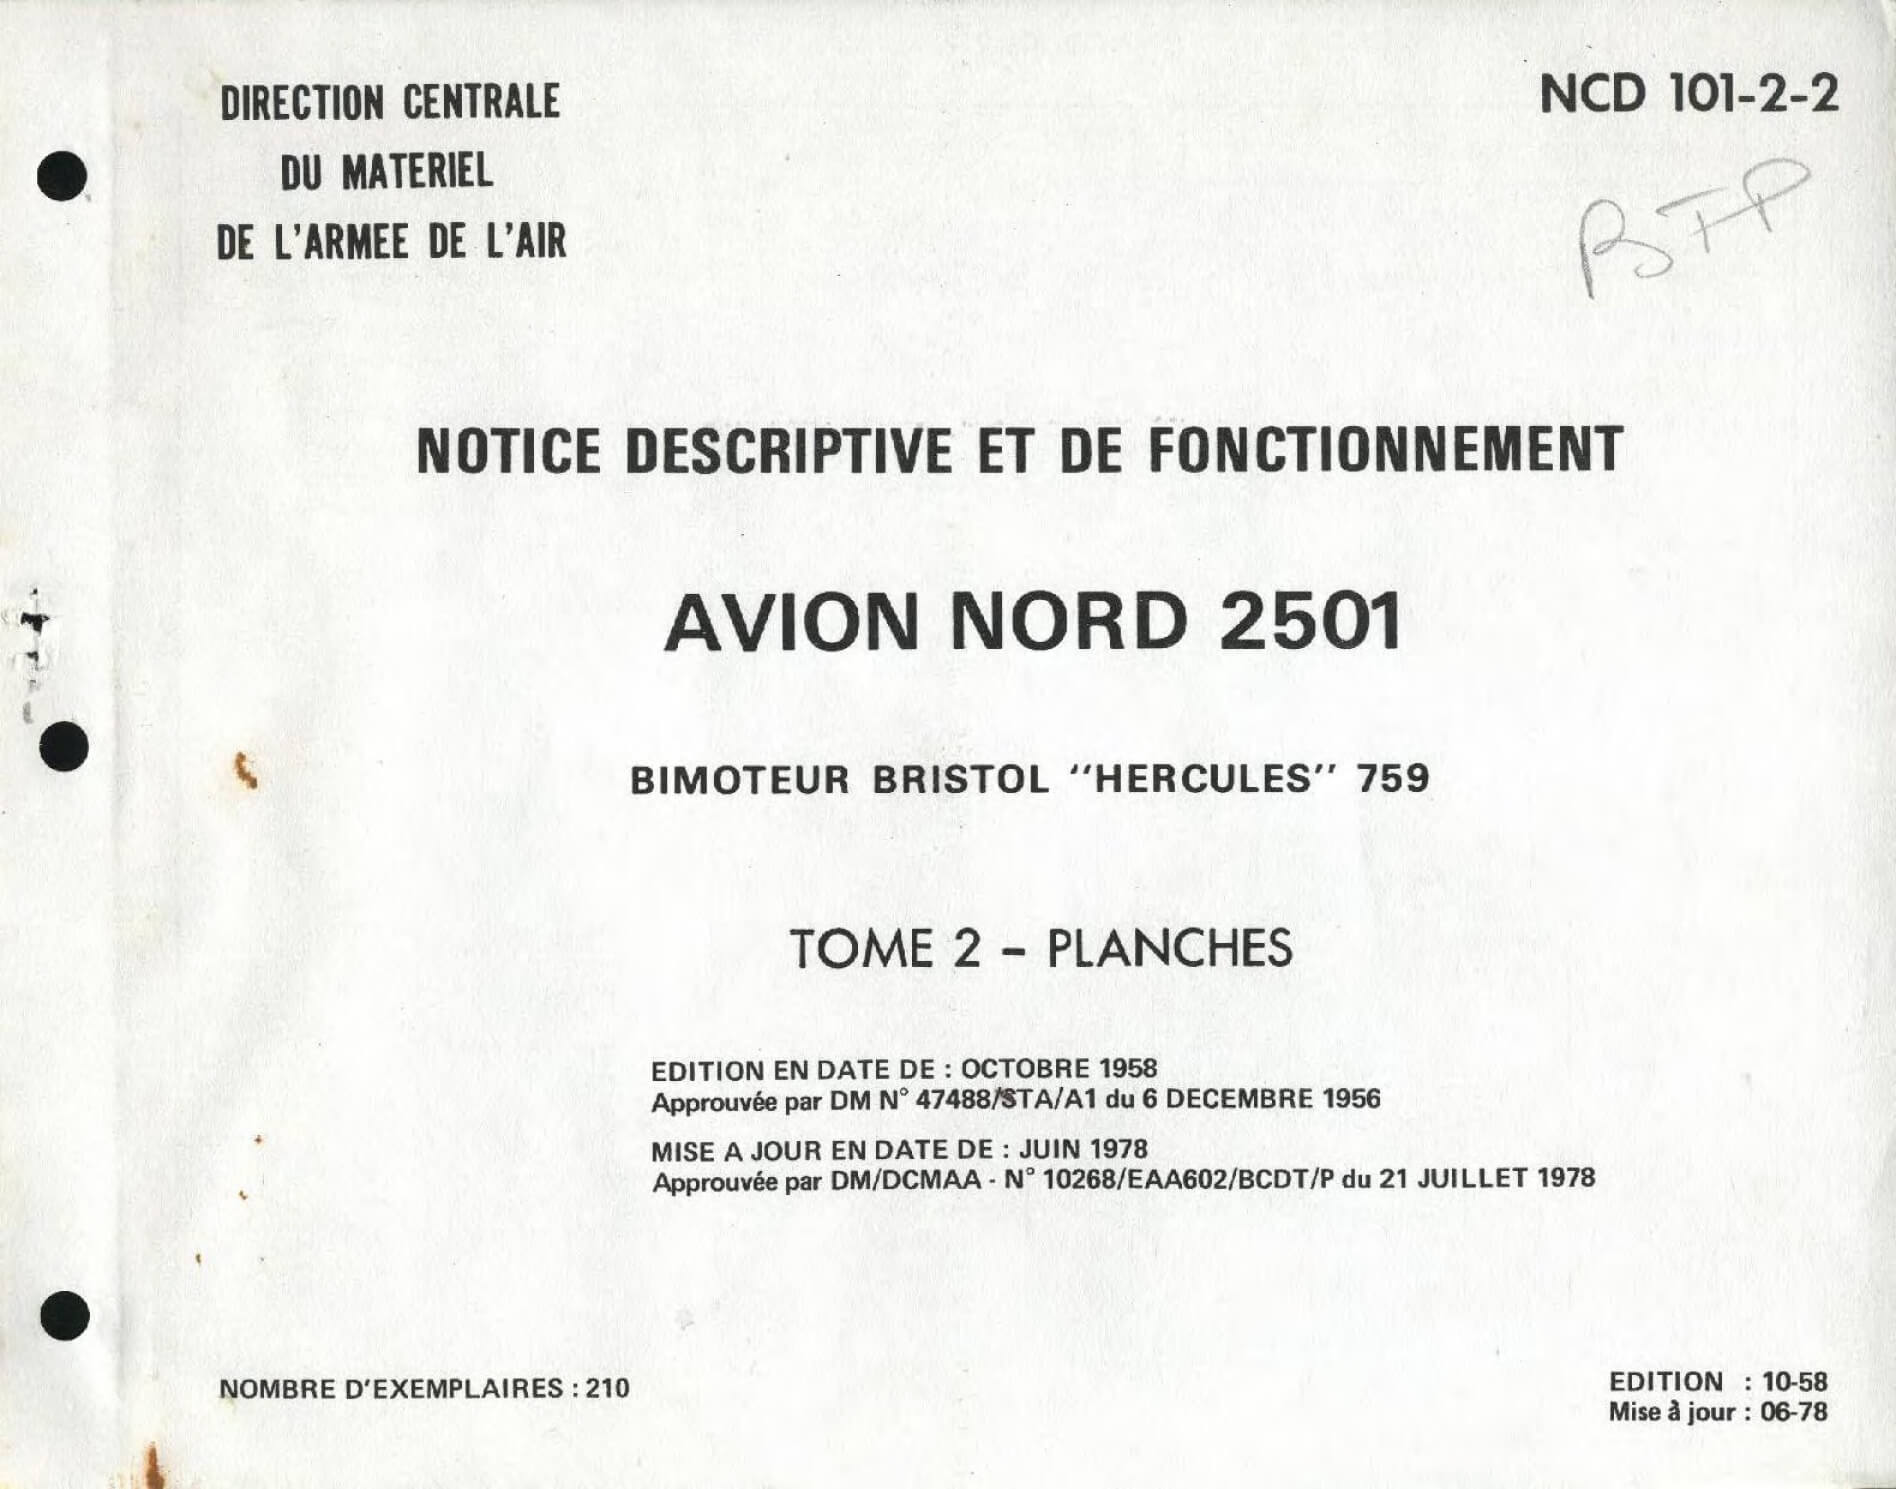 DIRECTION CENTRALE
DU MATERIEL
DE L'ARMEE DE L'AIR
NCD 101-2-2
BTP
NOTICE DESCRIPTIVE ET DE FONCTIONNEMENT
AVION NORD 2501
BIMOTEUR BRISTOL "HERCULES" 759
TOME 2 - PLANCHES
EDITION EN DATE DE : OCTOBRE 1958
Approuvée par DM N° 47488/STA/A1 du 6 DECEMBRE 1956
MISE A JOUR EN DATE DE : JUIN 1978
Approuvée par DM/DCMAA - N° 10268/EAA602/BCDT/P du 21 JUILLET 1978
NOMBRE D'EXEMPLAIRES : 210
EDITION : 10-58
Mise à jour : 06-78